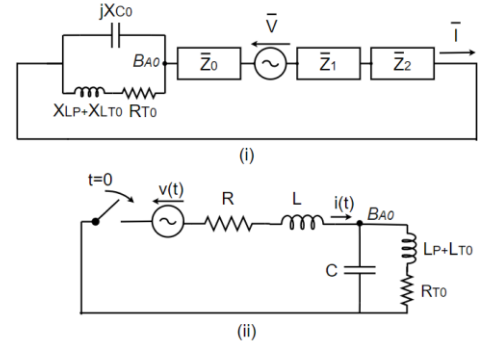 jXC0
V̄
Ī
BA0
Z̄0
Z̄1
Z̄2
XLP+XLT0
RT0
(i)
t=0
v(t)
R
L
i(t)
BA0
C
LP+LT0
RT0
(ii)